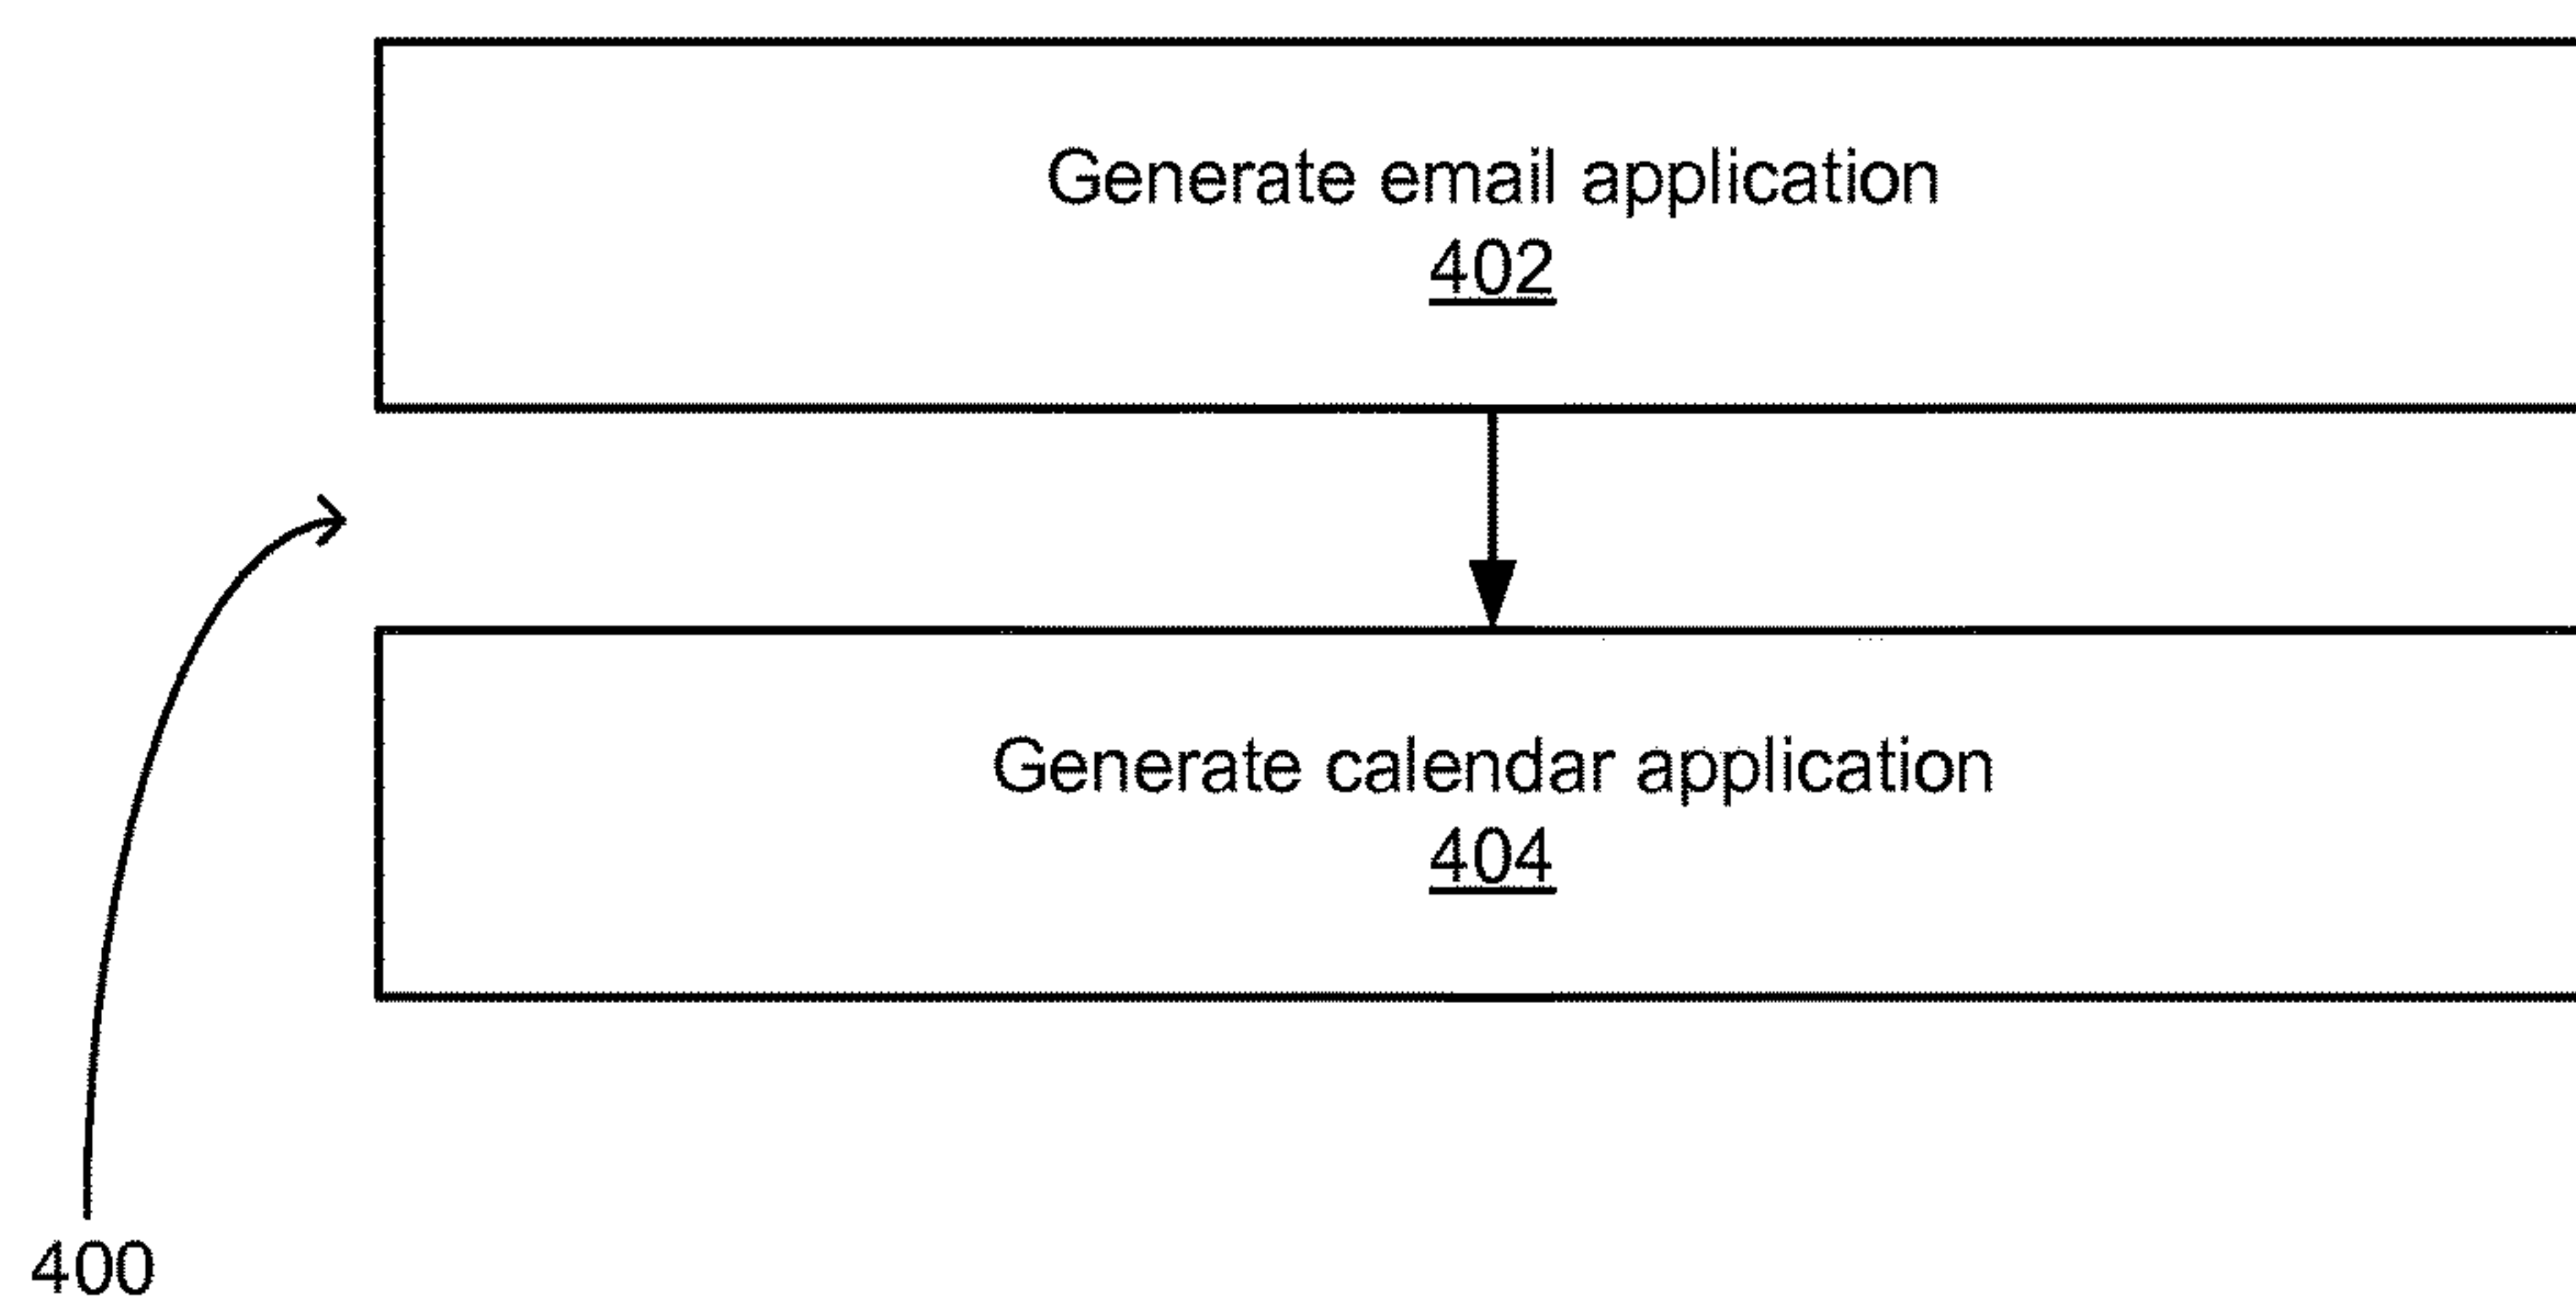 Generate email application
402
Generate calendar application
404
400